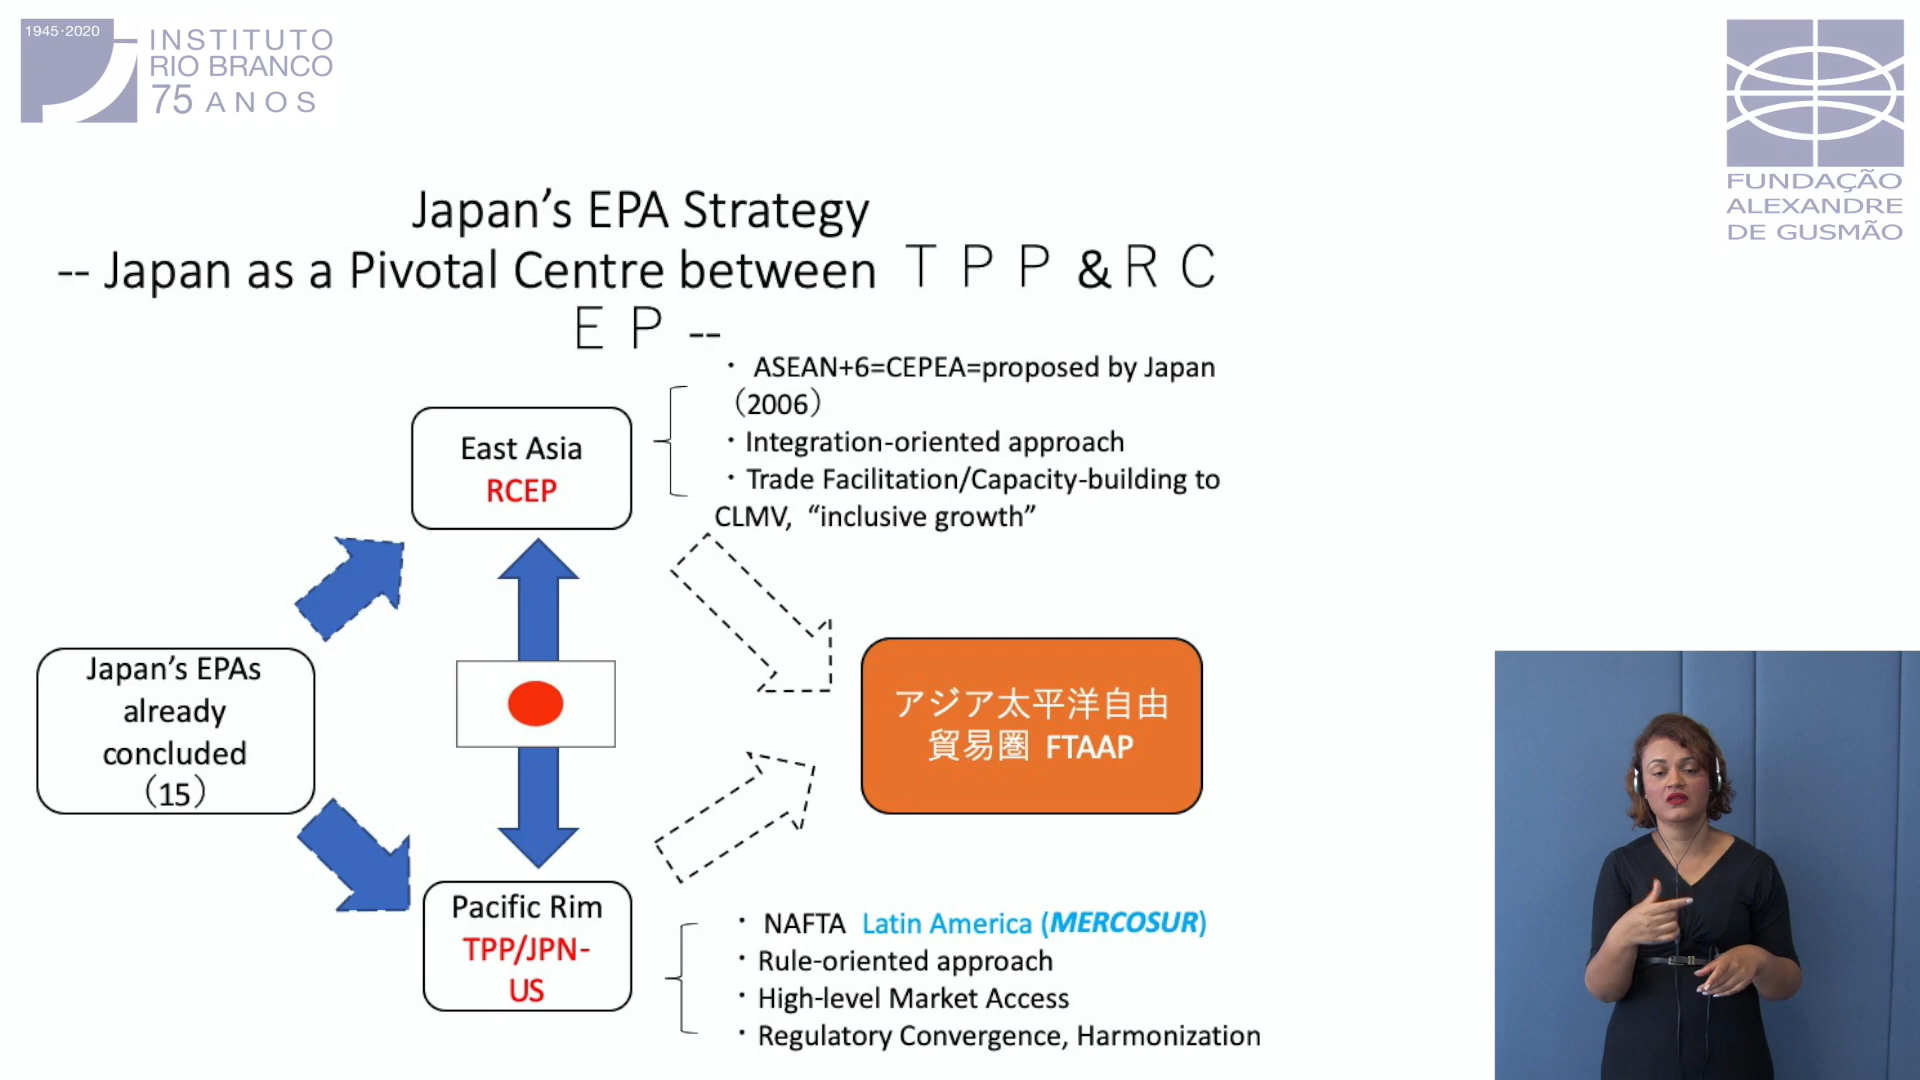 1945·2020
INSTITUTO
RIO BRANCO
75 ANOS
FUNDAÇÃO
ALEXANDRE
DE GUSMÃO
Japan’s EPA Strategy
-- Japan as a Pivotal Centre between ＴＰＰ&ＲＣ
ＥＰ--
・ ASEAN+6=CEPEA=proposed by Japan
（2006）
・Integration-oriented approach
・Trade Facilitation/Capacity-building to
CLMV, “inclusive growth”
East Asia
RCEP
Japan’s EPAs
already
concluded
（15）
アジア太平洋自由
貿易圏 FTAAP
Pacific Rim
TPP/JPN-
US
・ NAFTA Latin America (MERCOSUR)
・Rule-oriented approach
・High-level Market Access
・Regulatory Convergence, Harmonization